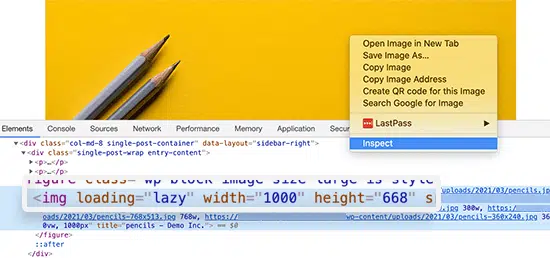 Open Image in New Tab
Save Image As...
Copy Image
Copy Image Address
Create QR code for this Image
Search Google for Image
LastPass
Inspect
Elements Console Sources Network Performance Memory Application Security
<div class="col-md-8 single-post-container" data-layout="sidebar-right">
<div class="single-post-wrap entry-content">
<p>…</p>
<p>…</p>
figure class="wp-block-image size-large is-style
<img loading="lazy" width="1000" height="668" s
/uploads/2021/03/pencils.jp
.jpg 300w, https:
oads/2021/03/pencils-768x513.jpg 768w, https:// wp-content/uploads/2021/03/pencils-360x240.jpg 36
0vw, 1000px" title="pencils – Demo Inc."> == $0
</figure>
::after
</div>